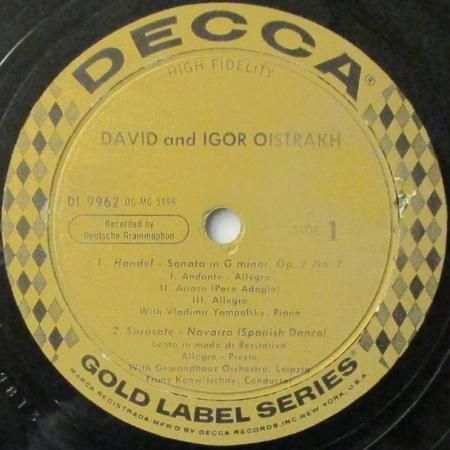 DECCA®
HIGH FIDELITY
DAVID and IGOR OISTRAKH
DL 9962 DG-MG 5998
Recorded by
Deutsche Grammophon
SIDE 1
1. Handel - Sonata in G minor, Op. 2 No. 7
I. Andante - Allegro
II. Arioso (Poco Adagio)
III. Allegro
With Vladimir Yampolsky, Piano
2. Sarasate - Navarra (Spanish Dance)
Lento in modo di Recitativo
Allegro - Presto
With Gewandhaus Orchestra, Leipzig
Franz Konwitschny, Conductor
GOLD LABEL SERIES®
MARCA REGISTRADA-MFR'D BY DECCA RECORDS, INC. NEW YORK, U.S.A.